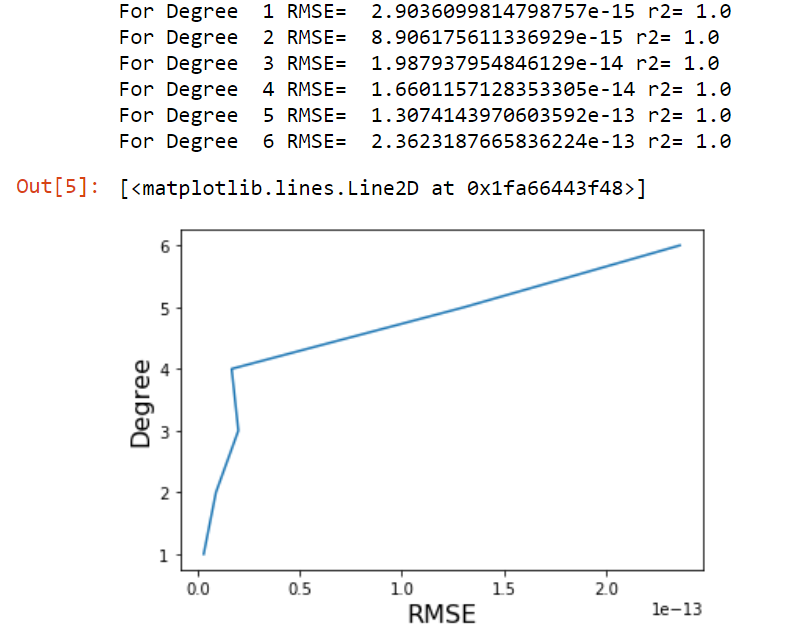 For Degree  1 RMSE=  2.9036099814798757e-15 r2= 1.0
For Degree  2 RMSE=  8.906175611336929e-15 r2= 1.0
For Degree  3 RMSE=  1.987937954846129e-14 r2= 1.0
For Degree  4 RMSE=  1.6601157128353305e-14 r2= 1.0
For Degree  5 RMSE=  1.3074143970603592e-13 r2= 1.0
For Degree  6 RMSE=  2.3623187665836224e-13 r2= 1.0
Out[5]: [<matplotlib.lines.Line2D at 0x1fa66443f48>]
6
5
4
3
2
1
Degree
0.0 0.5 1.0 1.5 2.0
1e−13
RMSE